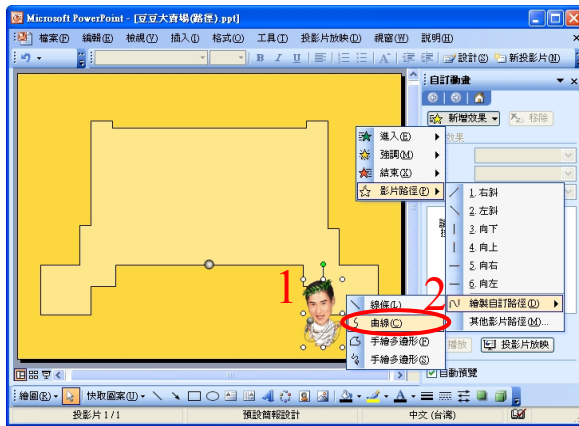 Microsoft PowerPoint - [豆豆大賣場(路徑).ppt]
檔案(F) 編輯(E) 檢視(V) 插入(I) 格式(O) 工具(T) 投影片放映(D) 視窗(W) 說明(H)
B I U 設計(S) 新投影片(N)
自訂動畫
新增效果 移除
效果
進入(E)
強調(M)
結束(X)
影片路徑(P)
1. 右斜
2. 左斜
3. 向下
4. 向上
5. 向右
6. 向左
繪製自訂路徑(D)
其他影片路徑(M)...
1
2
線條(L)
曲線(C)
手繪多邊形(F)
手繪多邊形(S)
播放 投影片放映
自動預覽
繪圖(R) 快取圖案(U)
投影片 1 / 1 預設簡報設計 中文 (台灣)